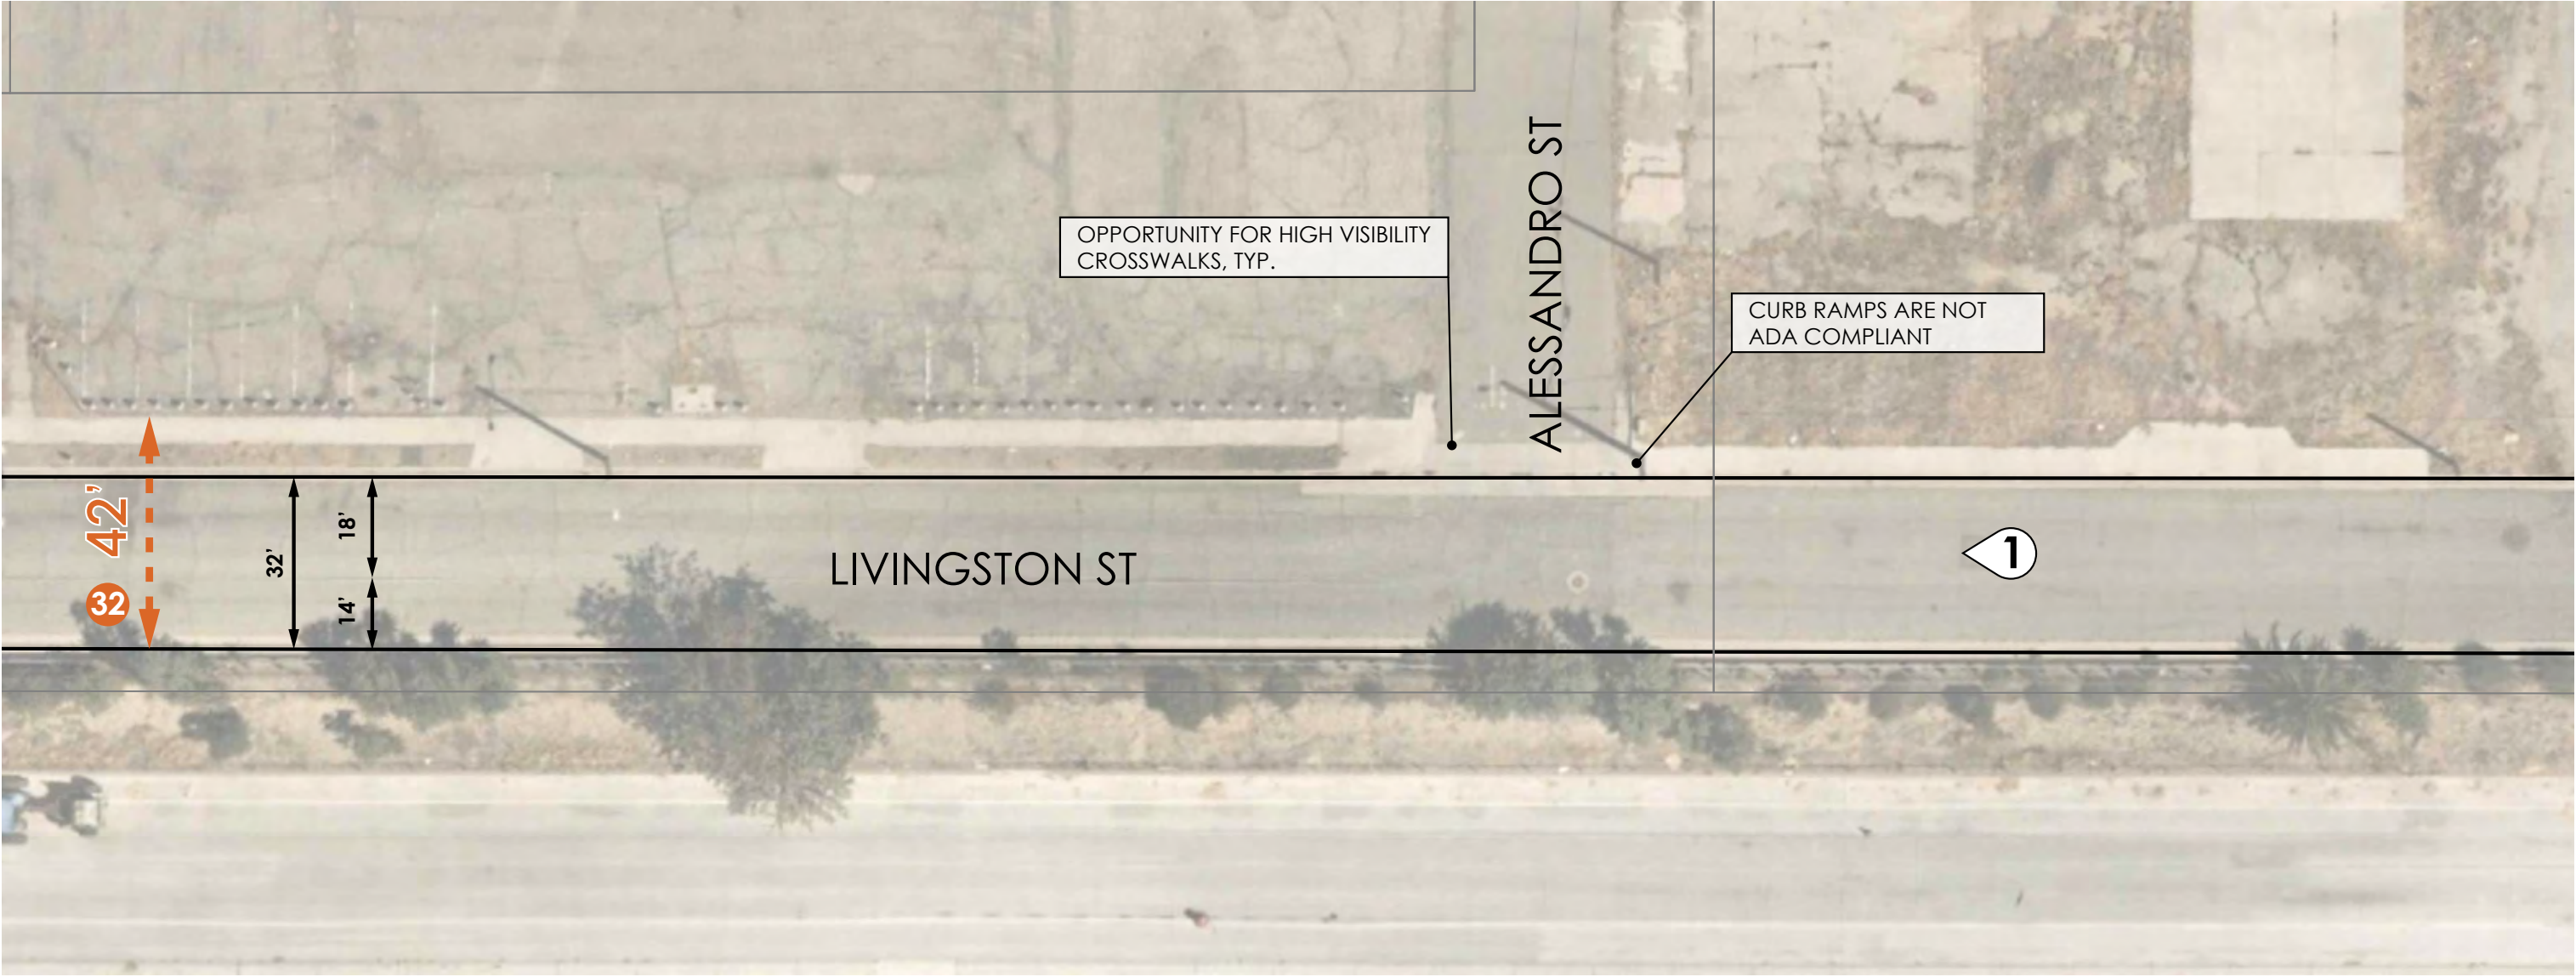 OPPORTUNITY FOR HIGH VISIBILITY
CROSSWALKS, TYP.
ALESSANDRO ST
CURB RAMPS ARE NOT
ADA COMPLIANT
42'
32
32'
18'
14'
LIVINGSTON ST
1